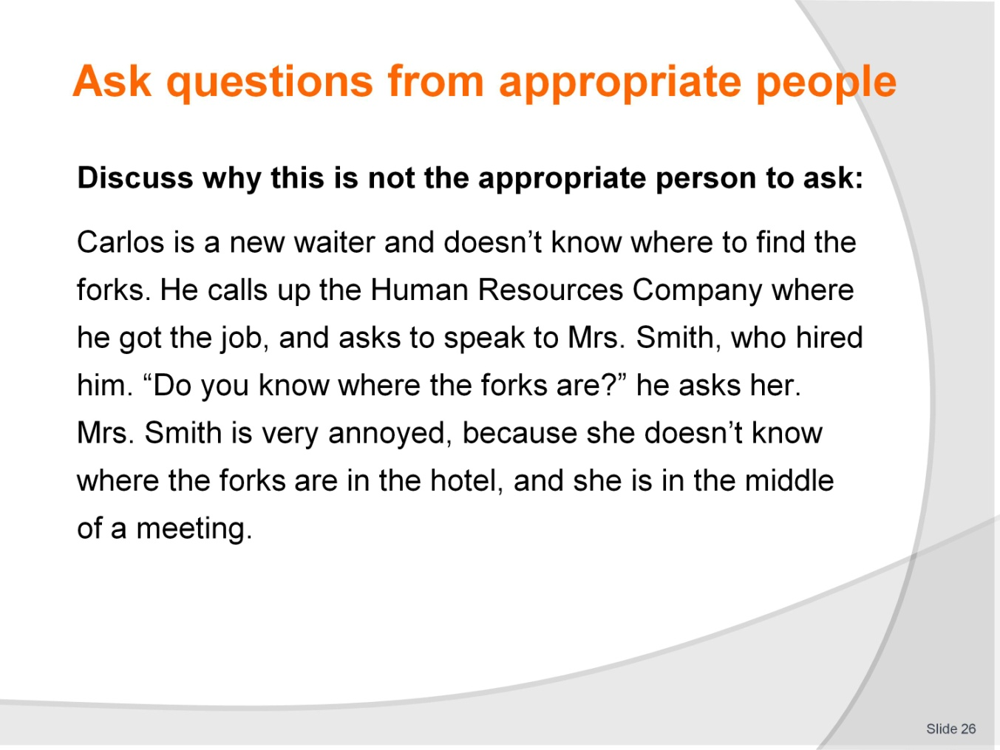 Ask questions from appropriate people
Discuss why this is not the appropriate person to ask:
Carlos is a new waiter and doesn’t know where to find the
forks. He calls up the Human Resources Company where
he got the job, and asks to speak to Mrs. Smith, who hired
him. “Do you know where the forks are?” he asks her.
Mrs. Smith is very annoyed, because she doesn’t know
where the forks are in the hotel, and she is in the middle
of a meeting.
Slide 26